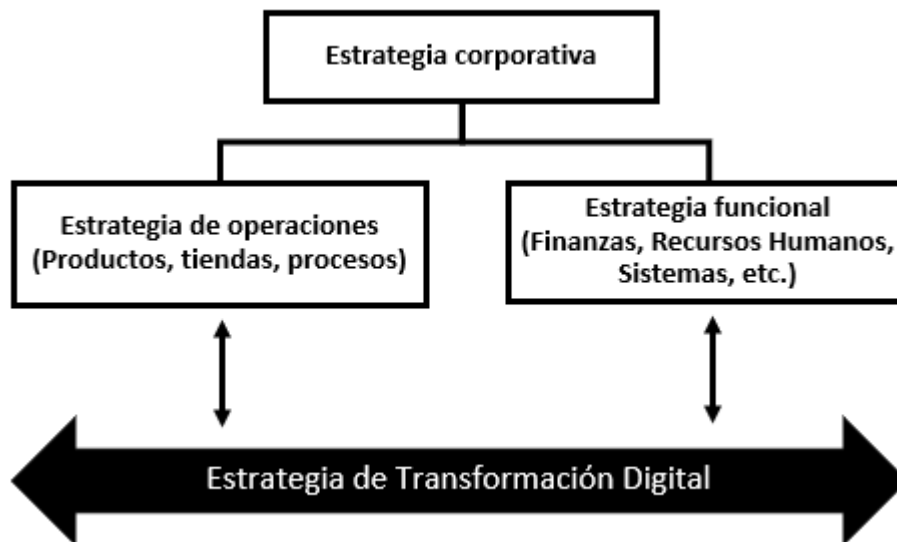 Estrategia corporativa
Estrategia de operaciones
(Productos, tiendas, procesos)
Estrategia funcional
(Finanzas, Recursos Humanos,
Sistemas, etc.)
Estrategia de Transformación Digital